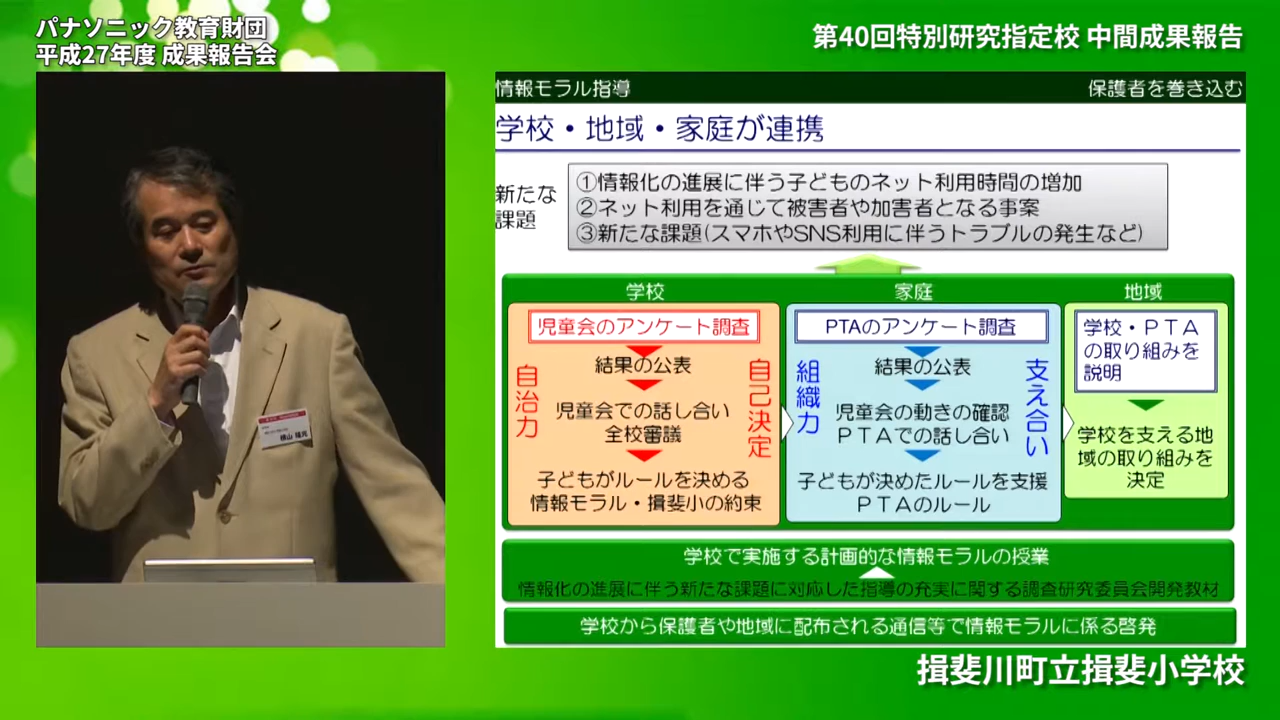 パナソニック教育財団
平成27年度 成果報告会
第40回特別研究指定校 中間成果報告
情報モラル指導
保護者を巻き込む
学校・地域・家庭が連携
新たな
課題
①情報化の進展に伴う子どものネット利用時間の増加
②ネット利用を通じて被害者や加害者となる事案
③新たな課題(スマホやSNS利用に伴うトラブルの発生など)
学校
児童会のアンケート調査
結果の公表
自治力
自己決定
児童会での話し合い
全校審議
子どもがルールを決める
情報モラル・揖斐小の約束
家庭
PTAのアンケート調査
結果の公表
組織力
支え合い
児童会の動きの確認
PTAでの話し合い
子どもが決めたルールを支援
PTAのルール
地域
学校・PTA
の取り組みを
説明
学校を支える地
域の取り組みを
決定
学校で実施する計画的な情報モラルの授業
情報化の進展に伴う新たな課題に対応した指導の充実に関する調査研究委員会開発教材
学校から保護者や地域に配布される通信等で情報モラルに係る啓発
揖斐川町立揖斐小学校